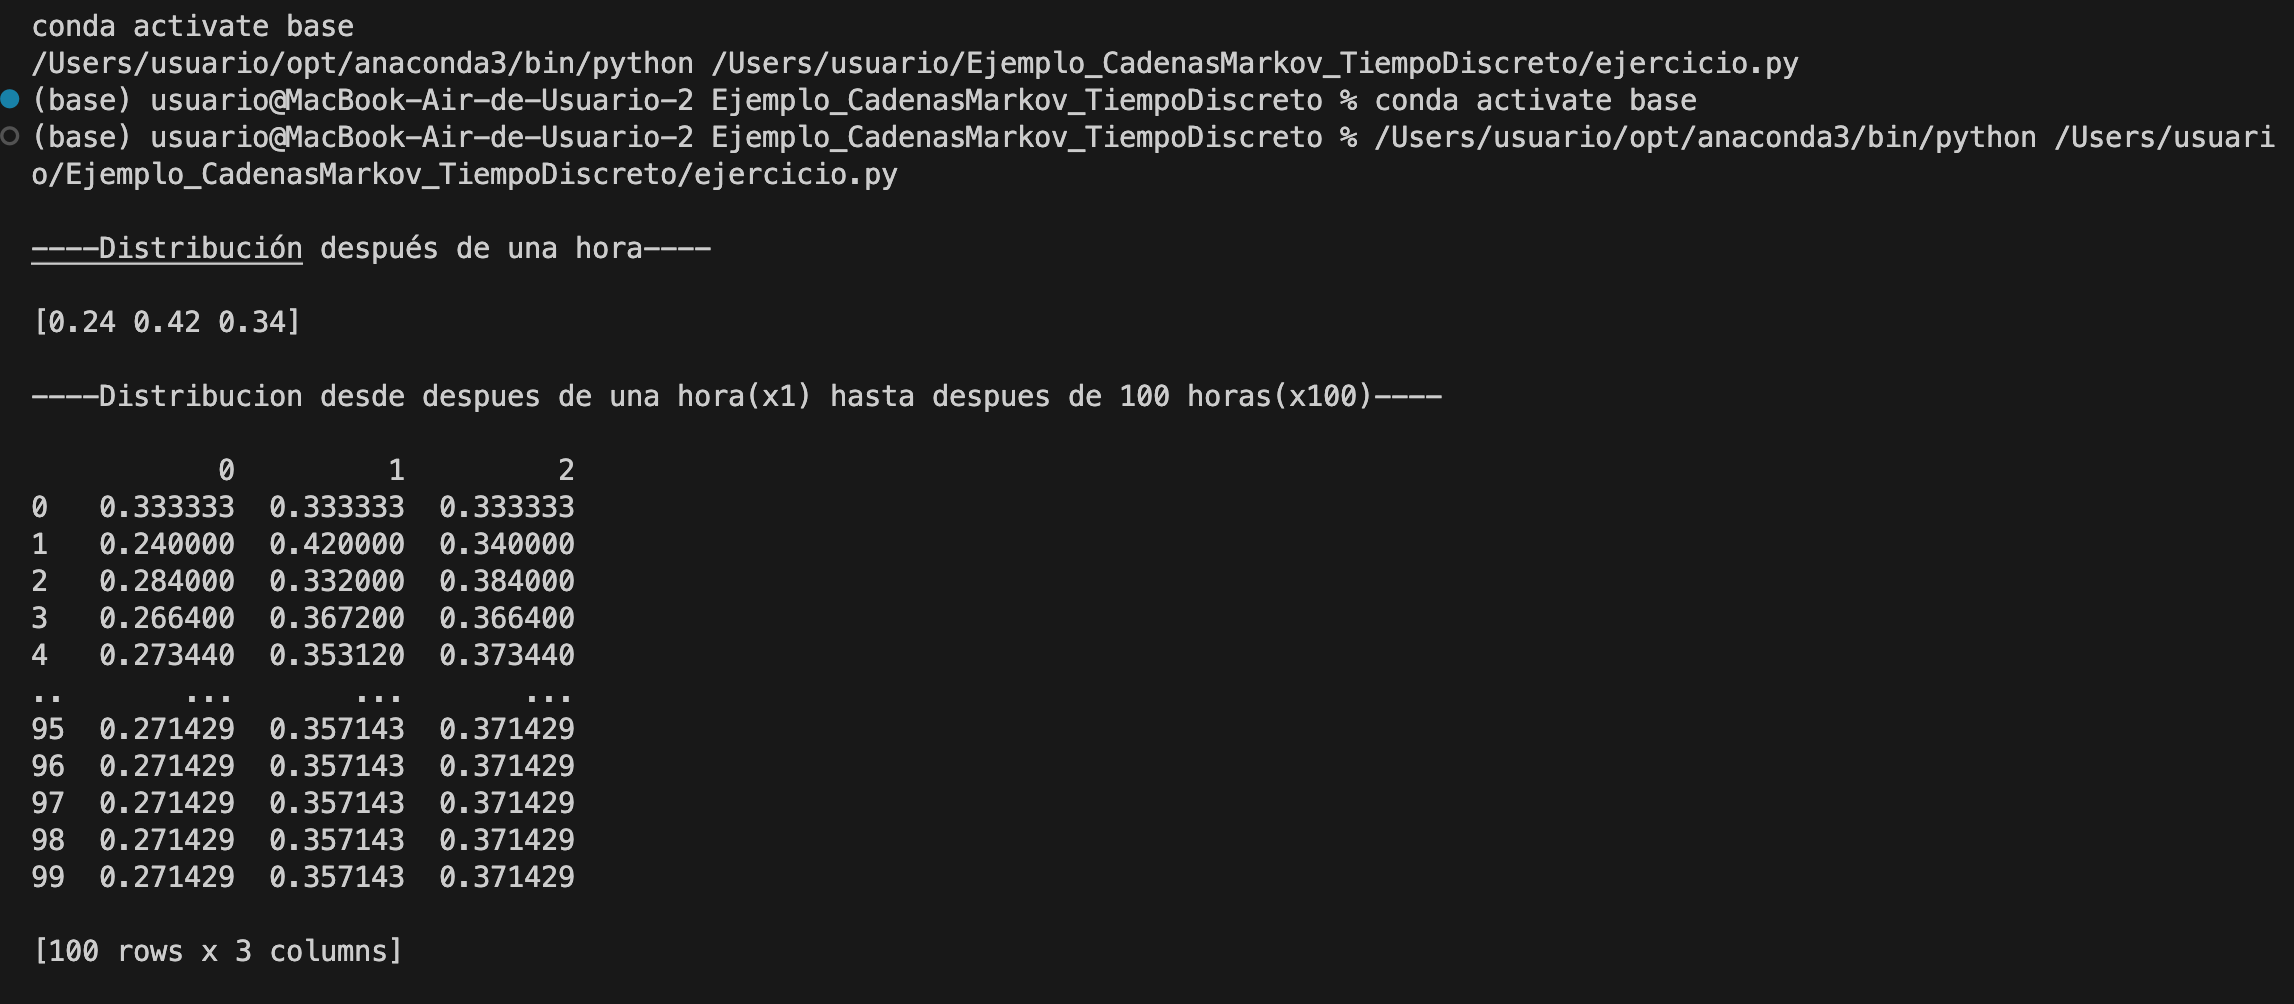 conda activate base
/Users/usuario/opt/anaconda3/bin/python /Users/usuario/Ejemplo_CadenasMarkov_TiempoDiscreto/ejercicio.py
(base) usuario@MacBook-Air-de-Usuario-2 Ejemplo_CadenasMarkov_TiempoDiscreto % conda activate base
(base) usuario@MacBook-Air-de-Usuario-2 Ejemplo_CadenasMarkov_TiempoDiscreto % /Users/usuario/opt/anaconda3/bin/python /Users/usuari
o/Ejemplo_CadenasMarkov_TiempoDiscreto/ejercicio.py
----Distribución después de una hora----
[0.24 0.42 0.34]
----Distribucion desde despues de una hora(x1) hasta despues de 100 horas(x100)----
0 1 2
0 0.333333 0.333333 0.333333
1 0.240000 0.420000 0.340000
2 0.284000 0.332000 0.384000
3 0.266400 0.367200 0.366400
4 0.273440 0.353120 0.373440
.. ... ... ...
95 0.271429 0.357143 0.371429
96 0.271429 0.357143 0.371429
97 0.271429 0.357143 0.371429
98 0.271429 0.357143 0.371429
99 0.271429 0.357143 0.371429
[100 rows x 3 columns]